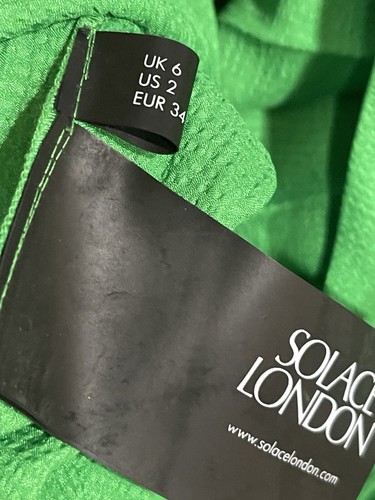 UK 6
US 2
EUR 34
SOLACE
LONDON
www.solacelondon.com